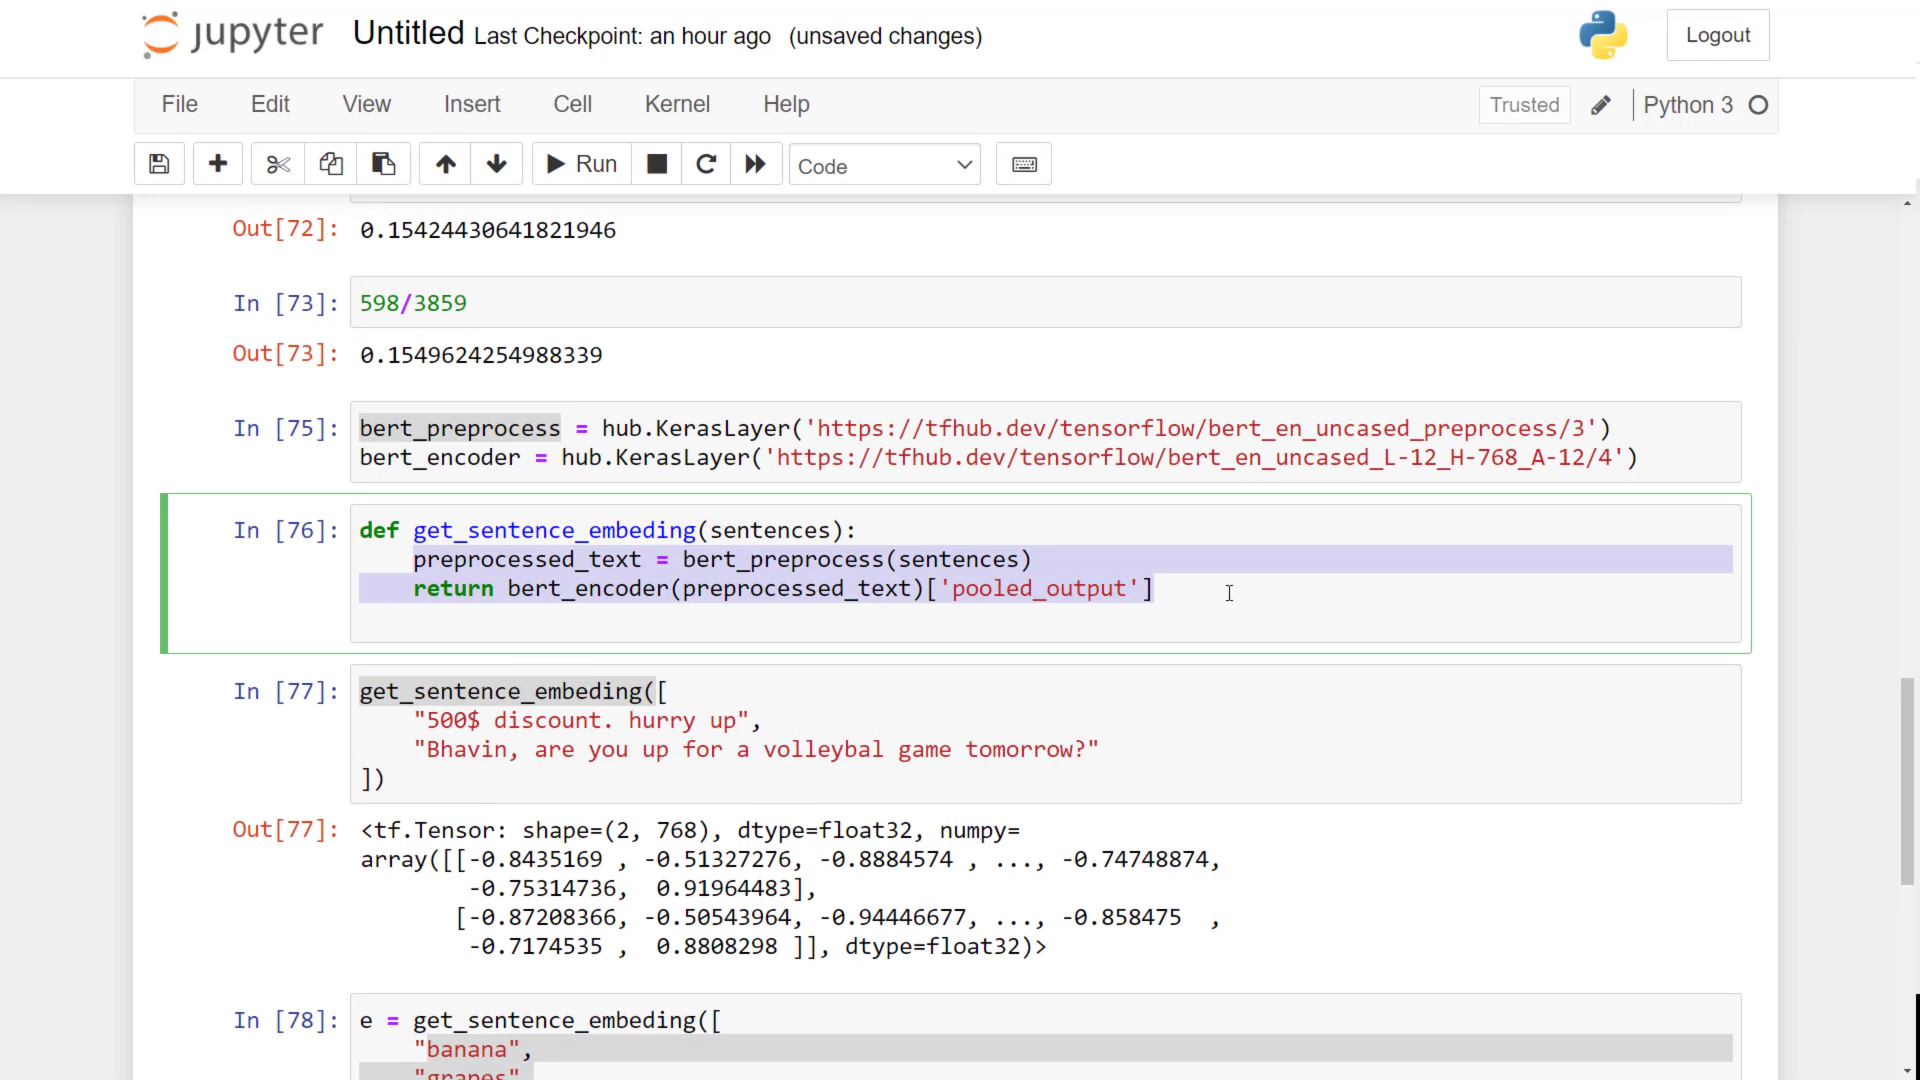 jupyter Untitled Last Checkpoint: an hour ago (unsaved changes) Logout
File Edit View Insert Cell Kernel Help Trusted Python 3
Run Code
Out[72]: 0.15424430641821946
In [73]: 598/3859
Out[73]: 0.1549624254988339
In [75]: bert_preprocess = hub.KerasLayer('https://tfhub.dev/tensorflow/bert_en_uncased_preprocess/3')
bert_encoder = hub.KerasLayer('https://tfhub.dev/tensorflow/bert_en_uncased_L-12_H-768_A-12/4')
In [76]: def get_sentence_embeding(sentences):
preprocessed_text = bert_preprocess(sentences)
return bert_encoder(preprocessed_text)['pooled_output']
In [77]: get_sentence_embeding([
"500$ discount. hurry up",
"Bhavin, are you up for a volleybal game tomorrow?"
])
Out[77]: <tf.Tensor: shape=(2, 768), dtype=float32, numpy=
array([[-0.8435169 , -0.51327276, -0.8884574 , ..., -0.74748874,
-0.75314736, 0.91964483],
[-0.87208366, -0.50543964, -0.94446677, ..., -0.858475 ,
-0.7174535 , 0.8808298 ]], dtype=float32)>
In [78]: e = get_sentence_embeding([
"banana",
"grapes"